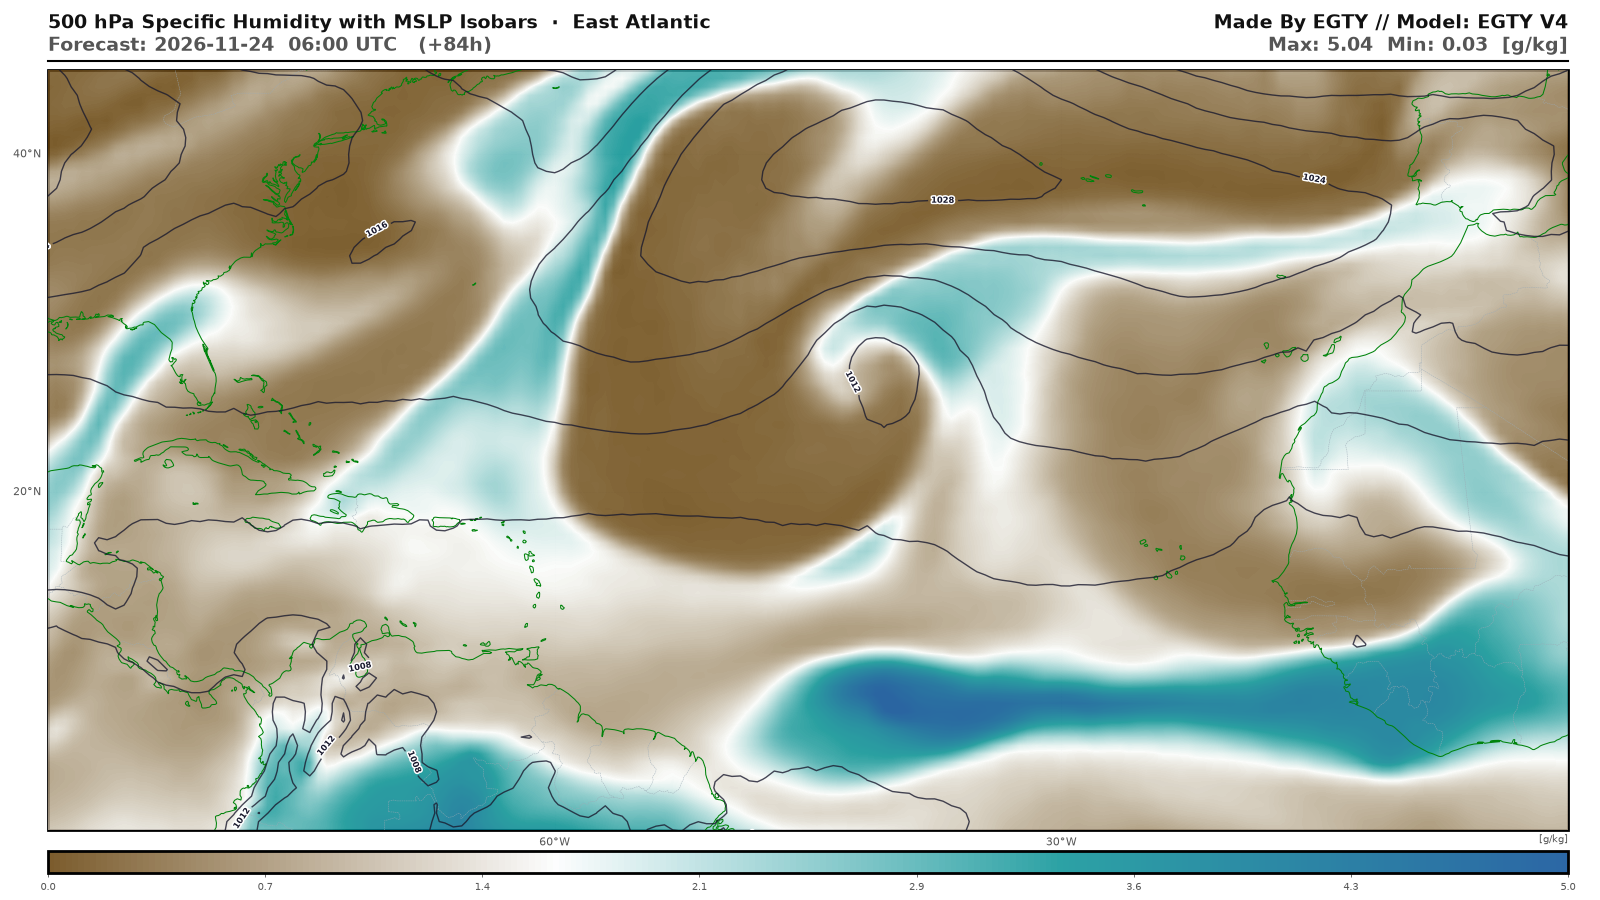 500 hPa Specific Humidity with MSLP Isobars · East Atlantic
Made By EGTY // Model: EGTY V4
Forecast: 2026-11-24 06:00 UTC (+84h)
Max: 5.04 Min: 0.03 [g/kg]
40°N
1024
1028
1016
1012
20°N
1008
1012
1008
1012
60°W
30°W
[g/kg]
0.0
0.7
1.4
2.1
2.9
3.6
4.3
5.0